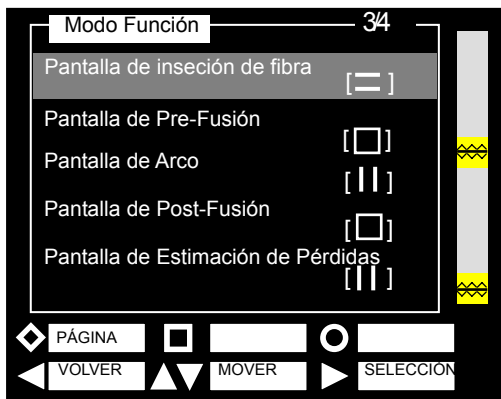 Modo Función 3/4
Pantalla de inseción de fibra
[=]
Pantalla de Pre-Fusión
[□]
Pantalla de Arco
[||]
Pantalla de Post-Fusión
[□]
Pantalla de Estimación de Pérdidas
[||]
PÁGINA
VOLVER MOVER SELECCIÓN